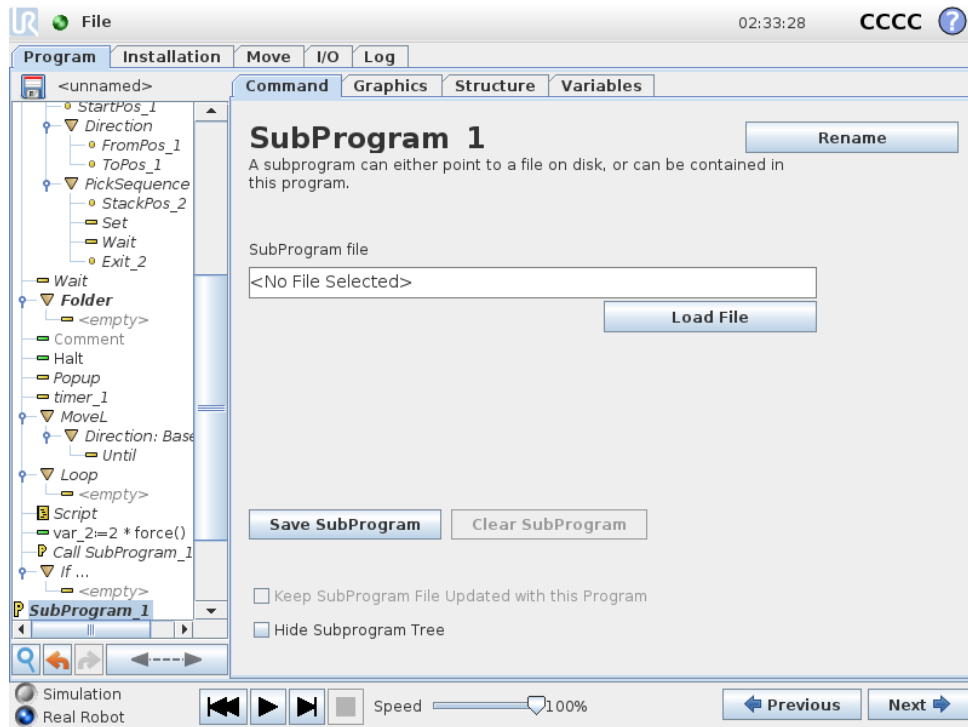 UR File 02:33:28 CCCC ?
Program Installation Move I/O Log
<unnamed>
Command Graphics Structure Variables
StartPos_1
Direction
FromPos_1
ToPos_1
PickSequence
StackPos_2
Set
Wait
Exit_2
Wait
Folder
<empty>
Comment
Halt
Popup
timer_1
MoveL
Direction: Base
Until
Loop
<empty>
Script
var_2:=2 * force()
Call SubProgram_1
If ...
<empty>
SubProgram_1
SubProgram 1
Rename
A subprogram can either point to a file on disk, or can be contained in
this program.
SubProgram file
<No File Selected>
Load File
Save SubProgram Clear SubProgram
Keep SubProgram File Updated with this Program
Hide Subprogram Tree
Simulation
Real Robot
Speed 100%
Previous Next